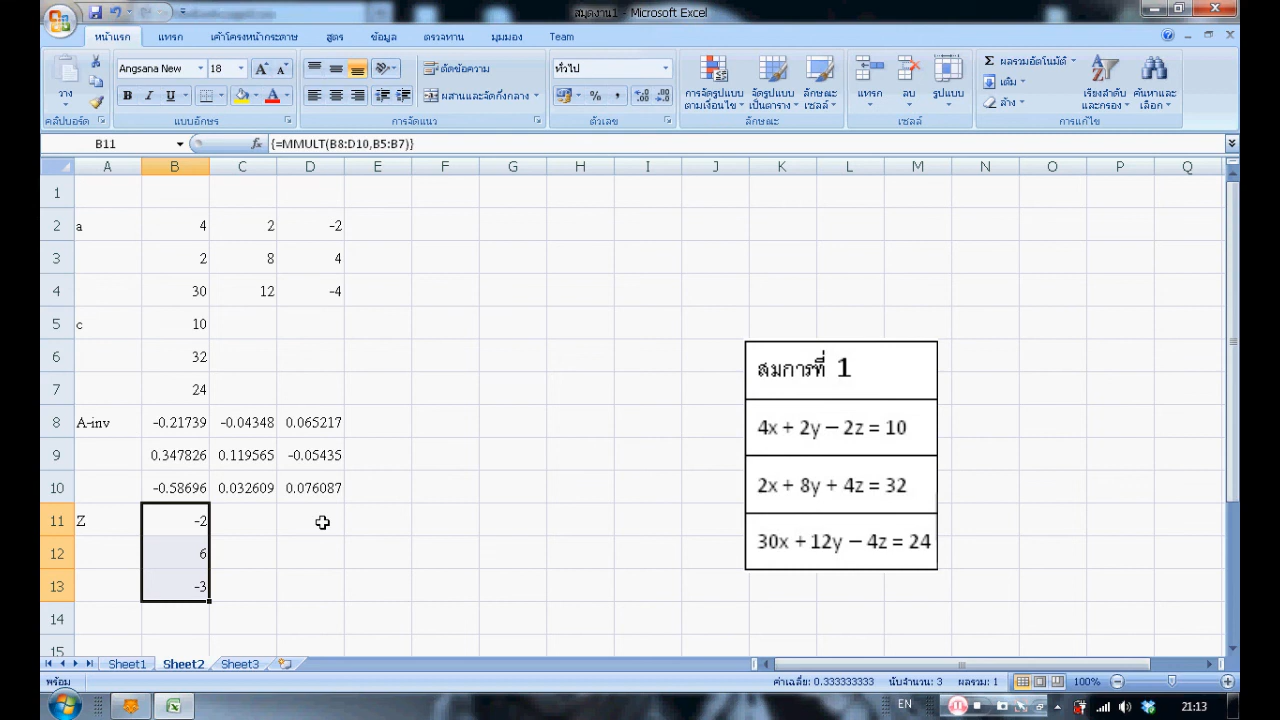 สมุดงาน1 - Microsoft Excel
หน้าแรก แทรก เค้าโครงหน้ากระดาษ สูตร ข้อมูล ตรวจทาน มุมมอง Team
วาง
Angsana New 18
B I U
ตัดข้อความ
ผสานและจัดกึ่งกลาง
ทั่วไป
% ,
การจัดรูปแบบ ตามเงื่อนไข
จัดรูปแบบ เป็นตาราง
ลักษณะ เซลล์
แทรก ลบ รูปแบบ
Σ ผลรวมอัตโนมัติ
เติม
ล้าง
เรียงลำดับ และกรอง
ค้นหาและ เลือก
คลิปบอร์ด แบบอักษร การจัดแนว ตัวเลข ลักษณะ เซลล์ การแก้ไข
B11 fx {=MMULT(B8:D10,B5:B7)}
A B C D E F G H I J K L M N O P Q
1
2 a 4 2 -2
3 2 8 4
4 30 12 -4
5 c 10
6 32
7 24
8 A-inv -0.21739 -0.04348 0.065217
9 0.347826 0.119565 -0.05435
10 -0.58696 0.032609 0.076087
11 Z -2
12 6
13 -3
14
15
สมการที่ 1
4x + 2y – 2z = 10
2x + 8y + 4z = 32
30x + 12y – 4z = 24
Sheet1 Sheet2 Sheet3
พร้อม ค่าเฉลี่ย: 0.333333333 นับจำนวน: 3 ผลรวม: 1 100%
EN 21:13